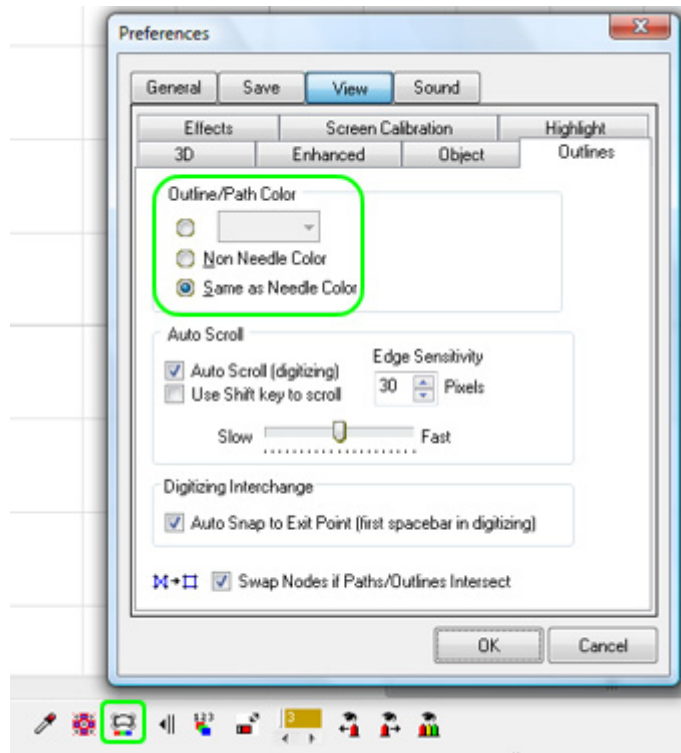 Preferences
General Save View Sound
Effects Screen Calibration Highlight
3D Enhanced Object Outlines
Outline/Path Color
Non Needle Color
Same as Needle Color
Auto Scroll
Auto Scroll (digitizing)
Use Shift key to scroll
Edge Sensitivity
30 Pixels
Slow Fast
Digitizing Interchange
Auto Snap to Exit Point (first spacebar in digitizing)
Swap Nodes if Paths/Outlines Intersect
OK Cancel
123 3